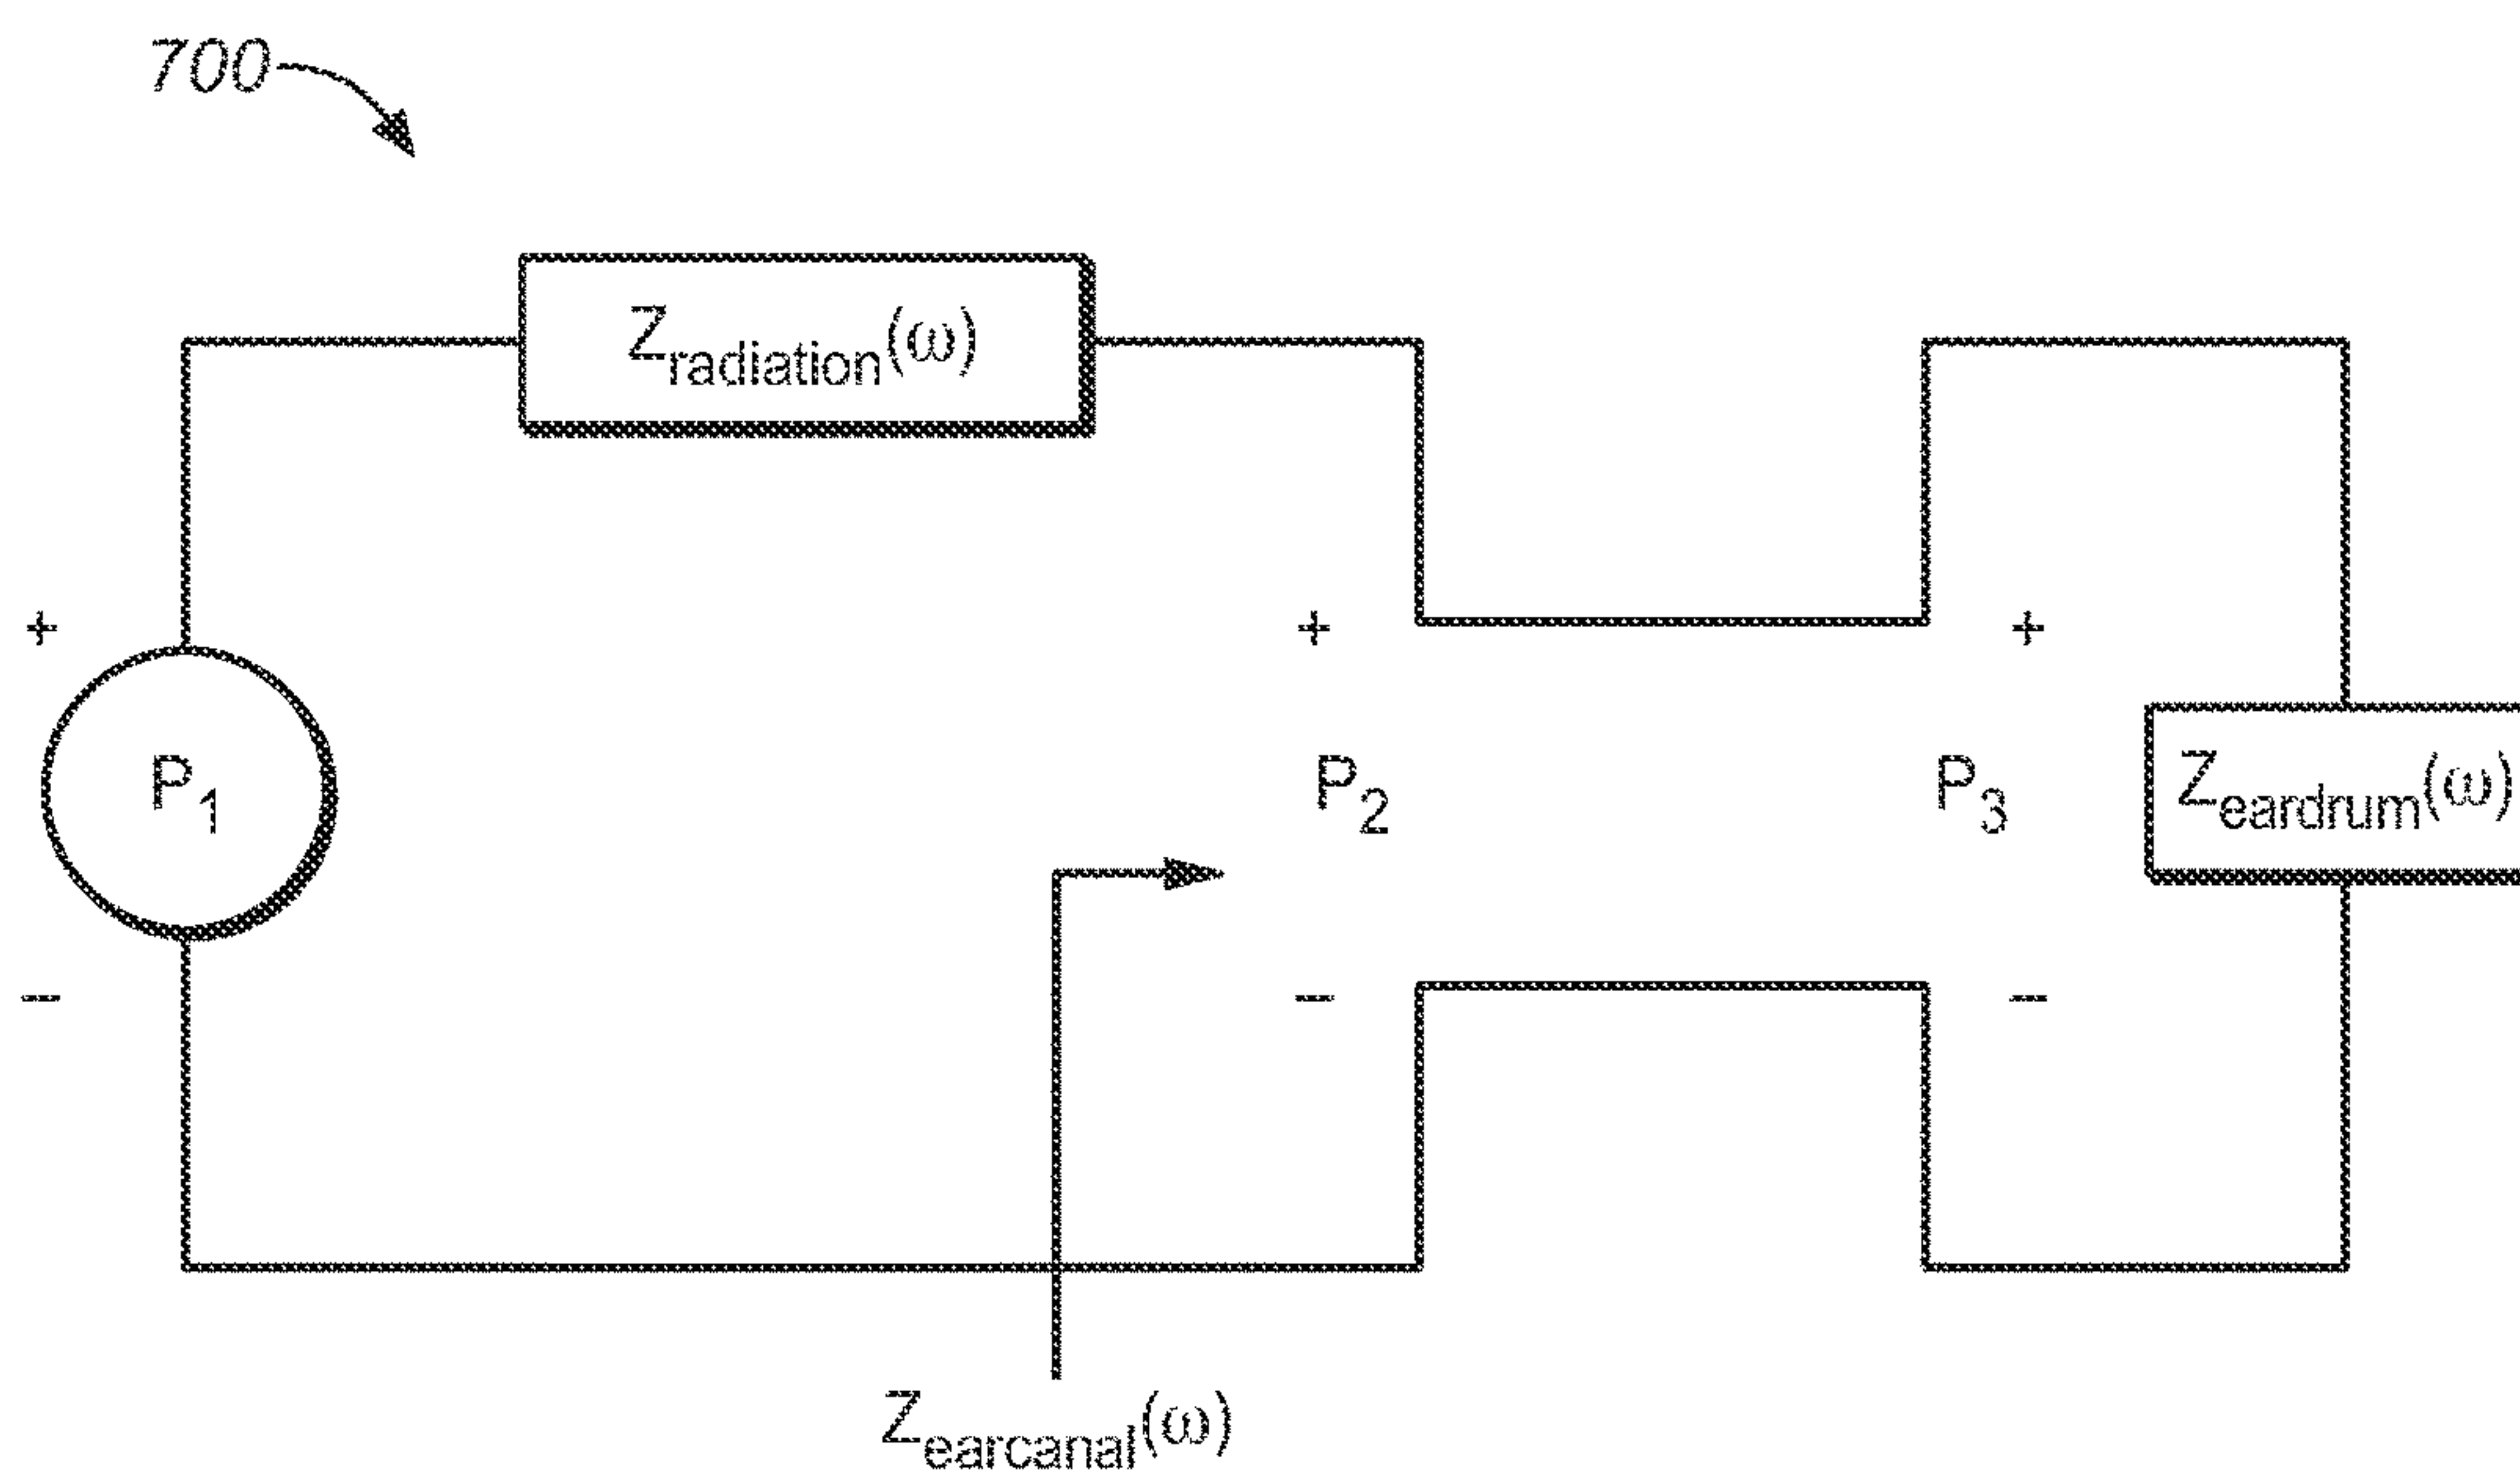 700
Zradiation(ω)
+ + +
P1 P2 P3 Zeardrum(ω)
− − −
Zearcanal(ω)